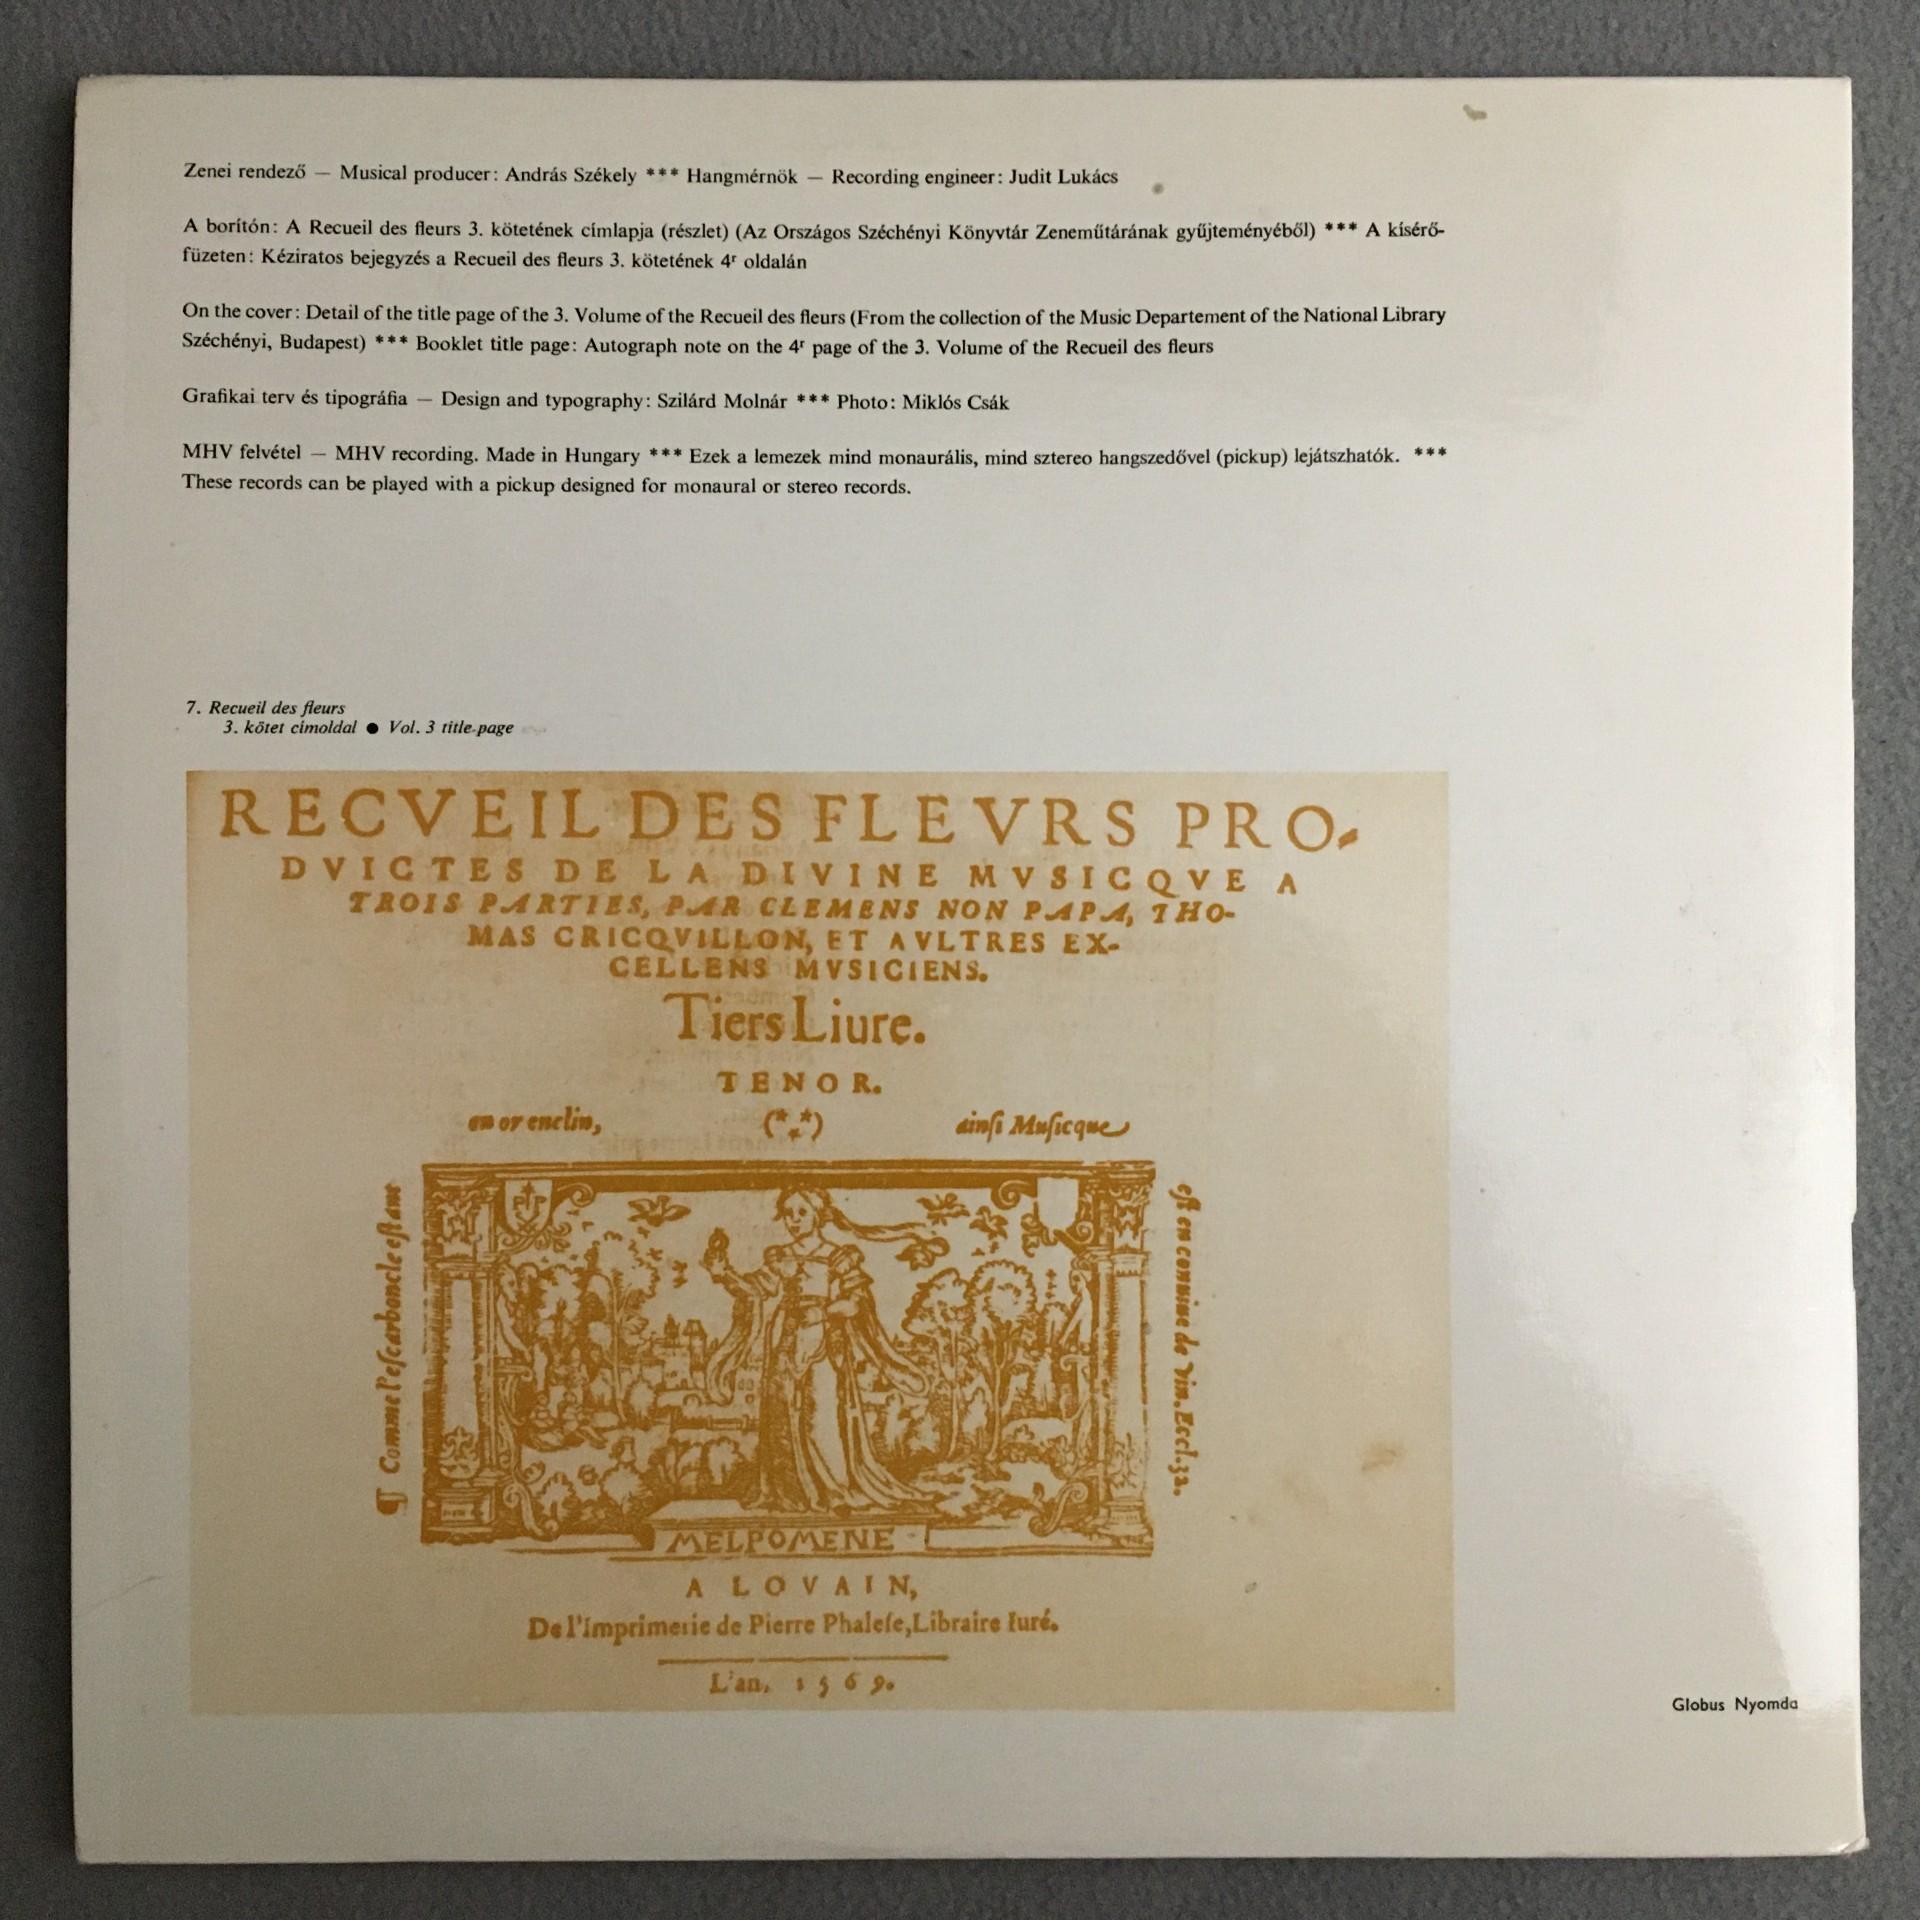 Zenei rendező — Musical producer: András Székely *** Hangmérnök — Recording engineer: Judit Lukács
A borítón: A Recueil des fleurs 3. kötetének címlapja (részlet) (Az Országos Széchényi Könyvtár Zeneműtárának gyűjteményéből) *** A kísérő-
füzeten: Kéziratos bejegyzés a Recueil des fleurs 3. kötetének 4ʳ oldalán
On the cover: Detail of the title page of the 3. Volume of the Recueil des fleurs (From the collection of the Music Departement of the National Library
Széchényi, Budapest) *** Booklet title page: Autograph note on the 4ʳ page of the 3. Volume of the Recueil des fleurs
Grafikai terv és tipográfia — Design and typography: Szilárd Molnár *** Photo: Miklós Csák
MHV felvétel — MHV recording. Made in Hungary *** Ezek a lemezek mind monaurális, mind sztereo hangszedővel (pickup) lejátszhatók. ***
These records can be played with a pickup designed for monaural or stereo records.
7. Recueil des fleurs
3. kötet címoldal ● Vol. 3 title-page
RECVEIL DES FLEVRS PRO-
DVICTES DE LA DIVINE MVSICQVE A
TROIS PARTIES, PAR CLEMENS NON PAPA, THO-
MAS CRICQVILLON, ET AVLTRES EX-
CELLENS MVSICIENS.
Tiers Liure.
TENOR.
¶ Comme l'eſcarboncle eſt ame
en or enclin, (***) ainſi Muſicque
eſt en conuiue de vin. Eccl. 32.
MELPOMENE
A LOVAIN,
De l'Imprimerie de Pierre Phaleſe, Libraire Iuré.
L'an, 1569.
Globus Nyomda